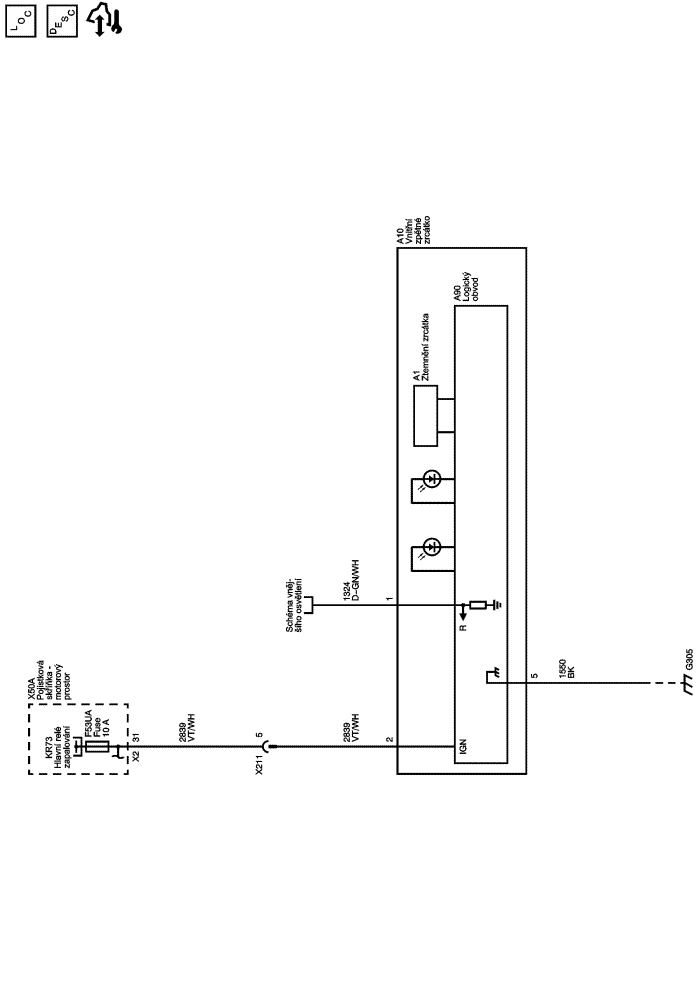 LOC
DESC
X50A
Pojistková
skříňka -
motorový
prostor
KR73
Hlavní relé
zapalování
F53UA
Fuse
10 A
31
X2
2839
VT/WH
5
X211
2839
VT/WH
2
IGN
Schéma vněj-
šího osvětlení
1324
D-GN/WH
1
R
A10
Vnitřní
zpětné
zrcátko
A1
Ztemnění zrcátka
A90
Logický
obvod
5
1550
BK
G305